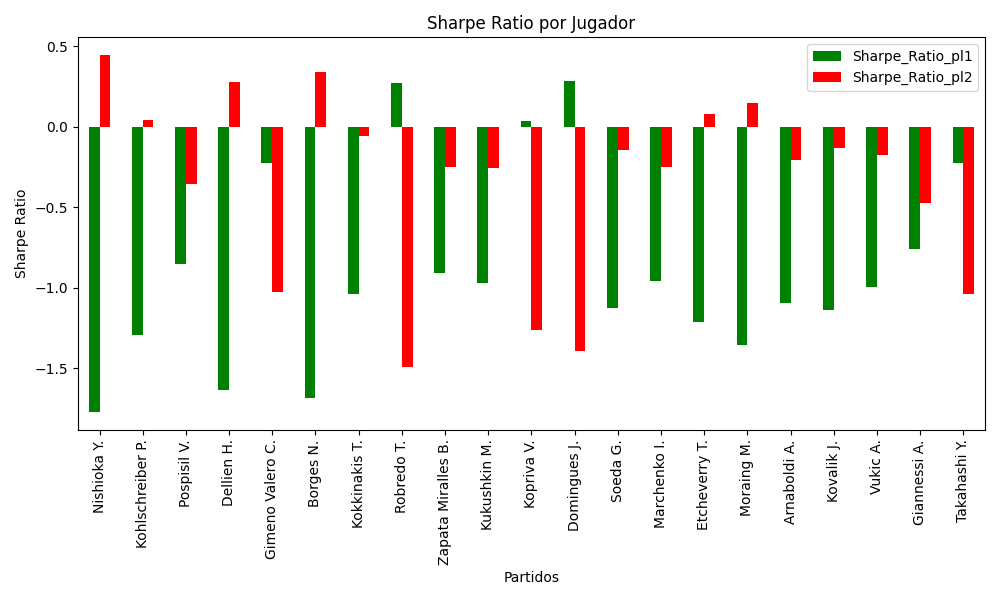 Sharpe Ratio por Jugador
Sharpe_Ratio_pl1
Sharpe_Ratio_pl2
Sharpe Ratio
0.5
0.0
−0.5
−1.0
−1.5
Nishioka Y.
Kohlschreiber P.
Pospisil V.
Dellien H.
Gimeno Valero C.
Borges N.
Kokkinakis T.
Robredo T.
Zapata Miralles B.
Kukushkin M.
Kopriva V.
Domingues J.
Soeda G.
Marchenko I.
Etcheverry T.
Moraing M.
Arnaboldi A.
Kovalik J.
Vukic A.
Giannessi A.
Takahashi Y.
Partidos